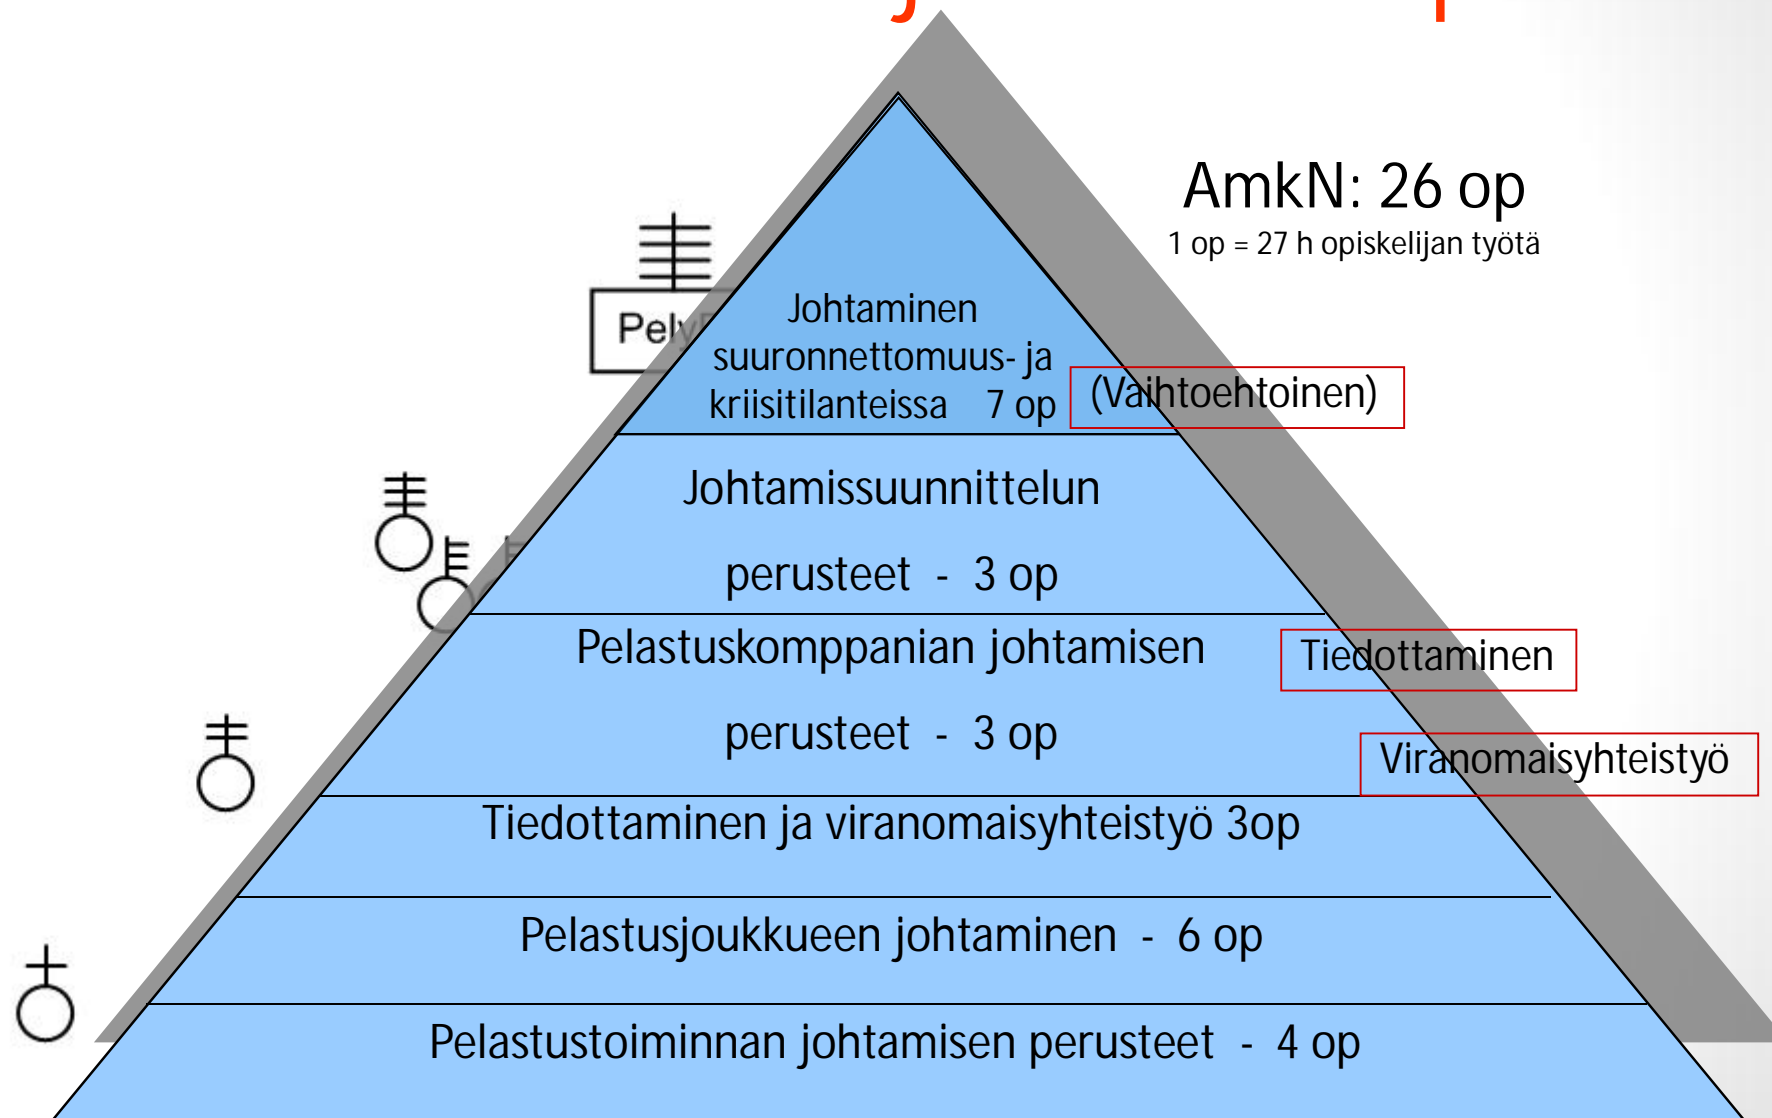 AmkN: 26 op
1 op = 27 h opiskelijan työtä
Johtaminen
suuronnettomuus- ja
kriisitilanteissa 7 op
(Vaihtoehtoinen)
Johtamissuunnittelun
perusteet - 3 op
Pelastuskomppanian johtamisen
perusteet - 3 op
Tiedottaminen
Viranomaisyhteistyö
Tiedottaminen ja viranomaisyhteistyö 3op
Pelastusjoukkueen johtaminen - 6 op
Pelastustoiminnan johtamisen perusteet - 4 op